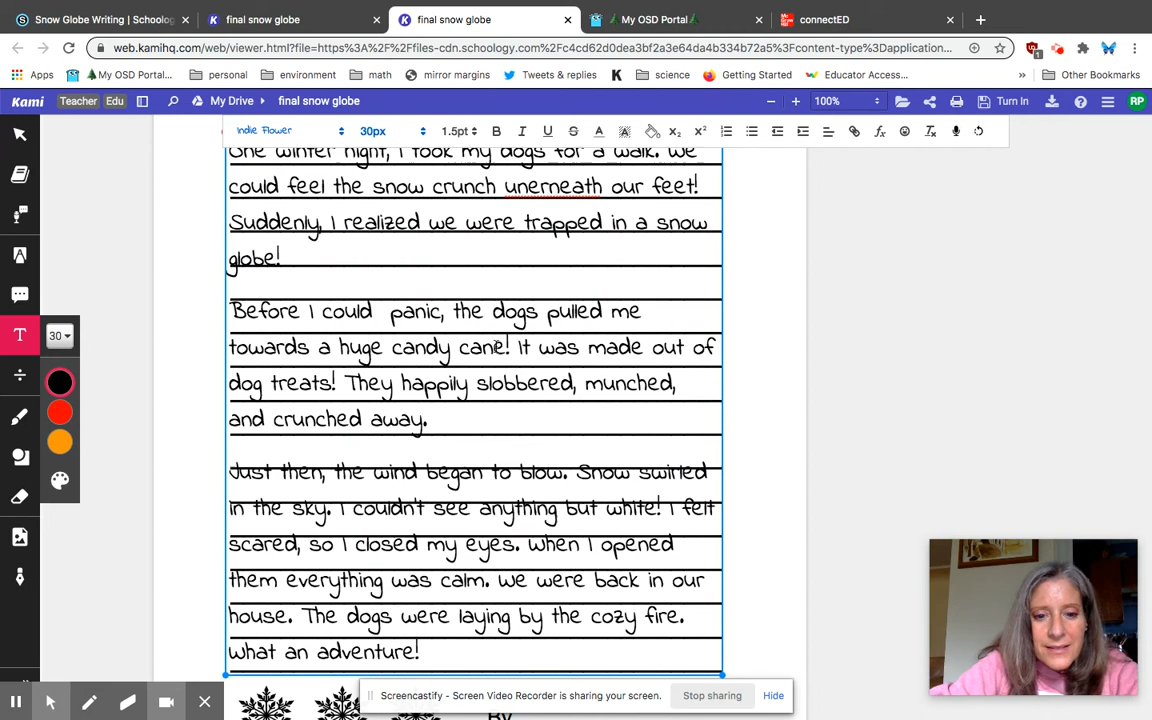 Snow Globe Writing | Schoolog
final snow globe
final snow globe
My OSD Portal
connectED
web.kamihq.com/web/viewer.html?file=https%3A%2F%2Ffiles-cdn.schoology.com%2Fc4cd62d0dea3bf2a3e64da4b334b72a5%3Fcontent-type%3Dapplication...
1
Apps
My OSD Portal...
personal
environment
math
mirror margins
Tweets & replies
K
science
Getting Started
Educator Access...
»
Other Bookmarks
Kami
Teacher
Edu
My Drive
final snow globe
100%
Turn In
RP
Indie Flower
30px
1.5pt
B I U S A
One winter night, I took my dogs for a walk. We
could feel the snow crunch unerneath our feet!
Suddenly, I realized we were trapped in a snow
globe!
Before I could panic, the dogs pulled me
towards a huge candy cane! It was made out of
dog treats! They happily slobbered, munched,
and crunched away.
Just then, the wind began to blow. Snow swirled
in the sky. I couldn't see anything but white! I felt
scared, so I closed my eyes. When I opened
them everything was calm. We were back in our
house. The dogs were laying by the cozy fire.
What an adventure!
T
30
Screencastify - Screen Video Recorder is sharing your screen.
Stop sharing
Hide